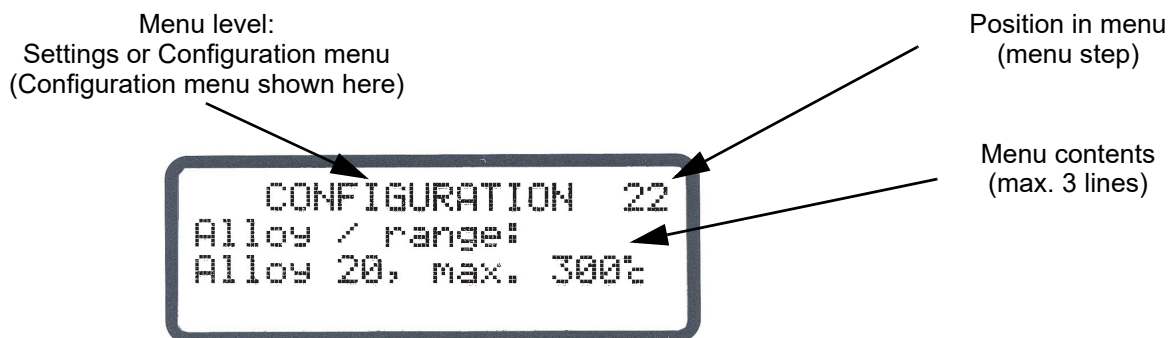 Menu level:
Settings or Configuration menu
(Configuration menu shown here)
Position in menu
(menu step)
Menu contents
(max. 3 lines)
CONFIGURATION 22
Alloy / range:
Alloy 20, max. 300°c